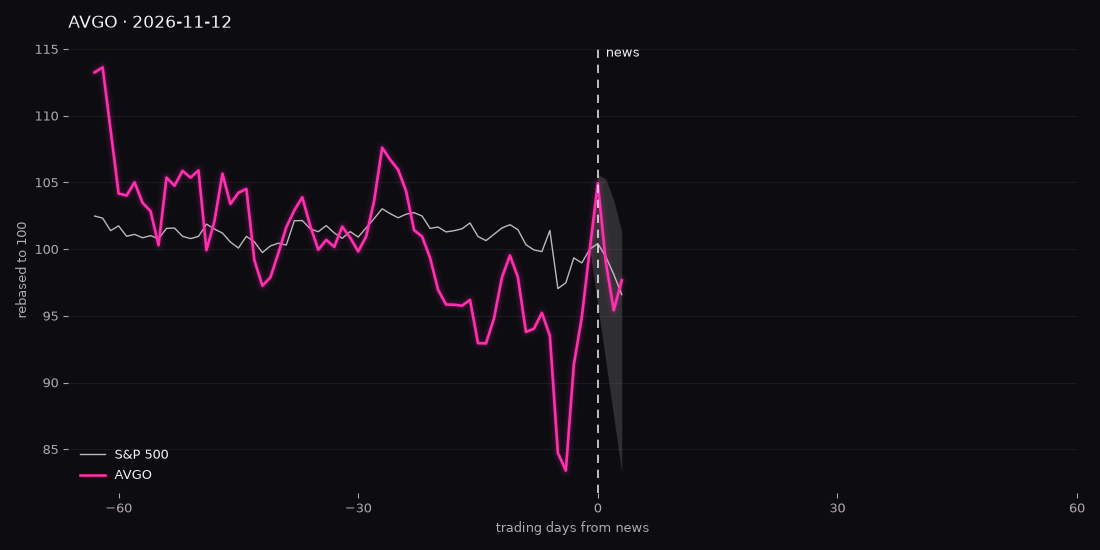 AVGO · 2026-11-12
115
110
105
100
95
90
85
rebased to 100
news
S&P 500
AVGO
−60
−30
0
30
60
trading days from news